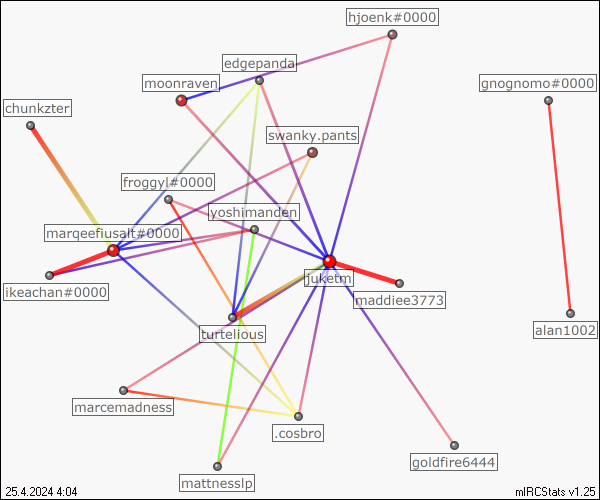 hjoenk#0000
edgepanda
moonraven
gnognomo#0000
chunkzter
swanky.pants
froggyl#0000
yoshimanden
marqeefiusalt#0000
juketm
ikeachan#0000
maddiee3773
turtelious
alan1002
marcemadness
.cosbro
goldfire6444
mattnesslp
25.4.2024 4:04
mIRCStats v1.25